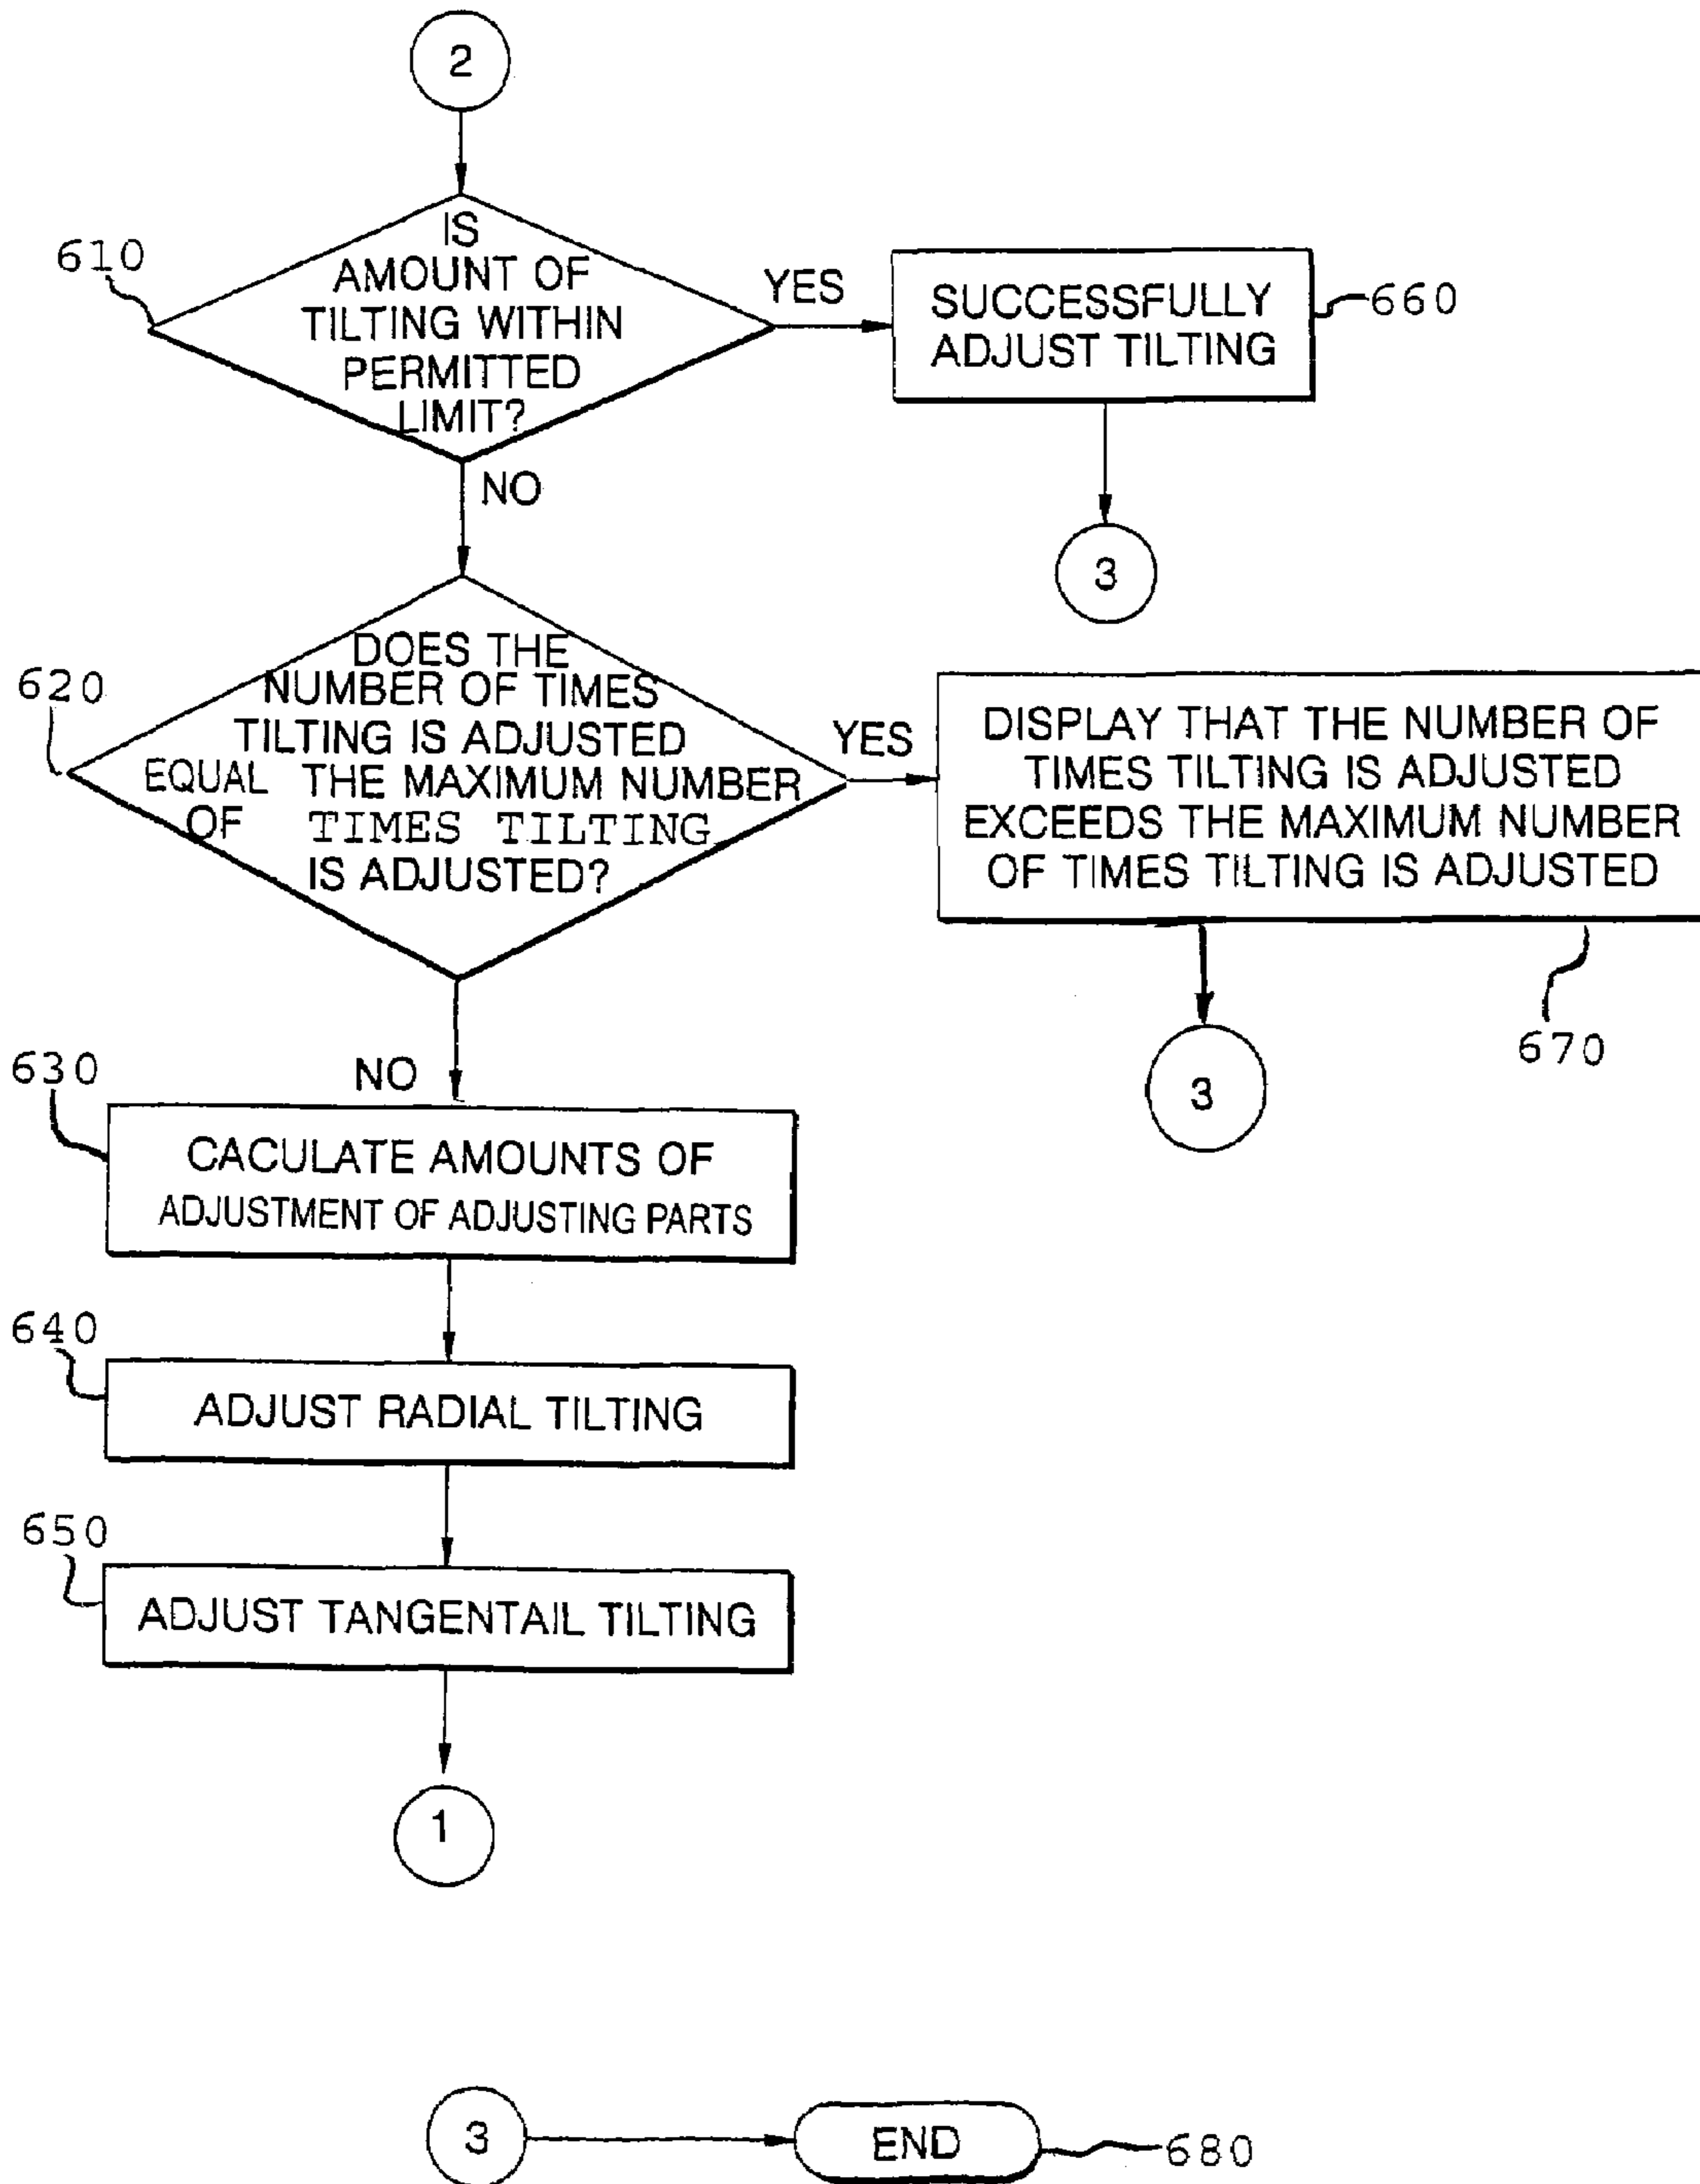 2
610
IS
AMOUNT OF
TILTING WITHIN
PERMITTED
LIMIT?
YES
SUCCESSFULLY
ADJUST TILTING
660
NO
3
620
DOES THE
NUMBER OF TIMES
TILTING IS ADJUSTED
EQUAL THE MAXIMUM NUMBER
OF TIMES TILTING
IS ADJUSTED?
YES
DISPLAY THAT THE NUMBER OF
TIMES TILTING IS ADJUSTED
EXCEEDS THE MAXIMUM NUMBER
OF TIMES TILTING IS ADJUSTED
670
3
NO
630
CACULATE AMOUNTS OF
ADJUSTMENT OF ADJUSTING PARTS
640
ADJUST RADIAL TILTING
650
ADJUST TANGENTAIL TILTING
1
3
END
680